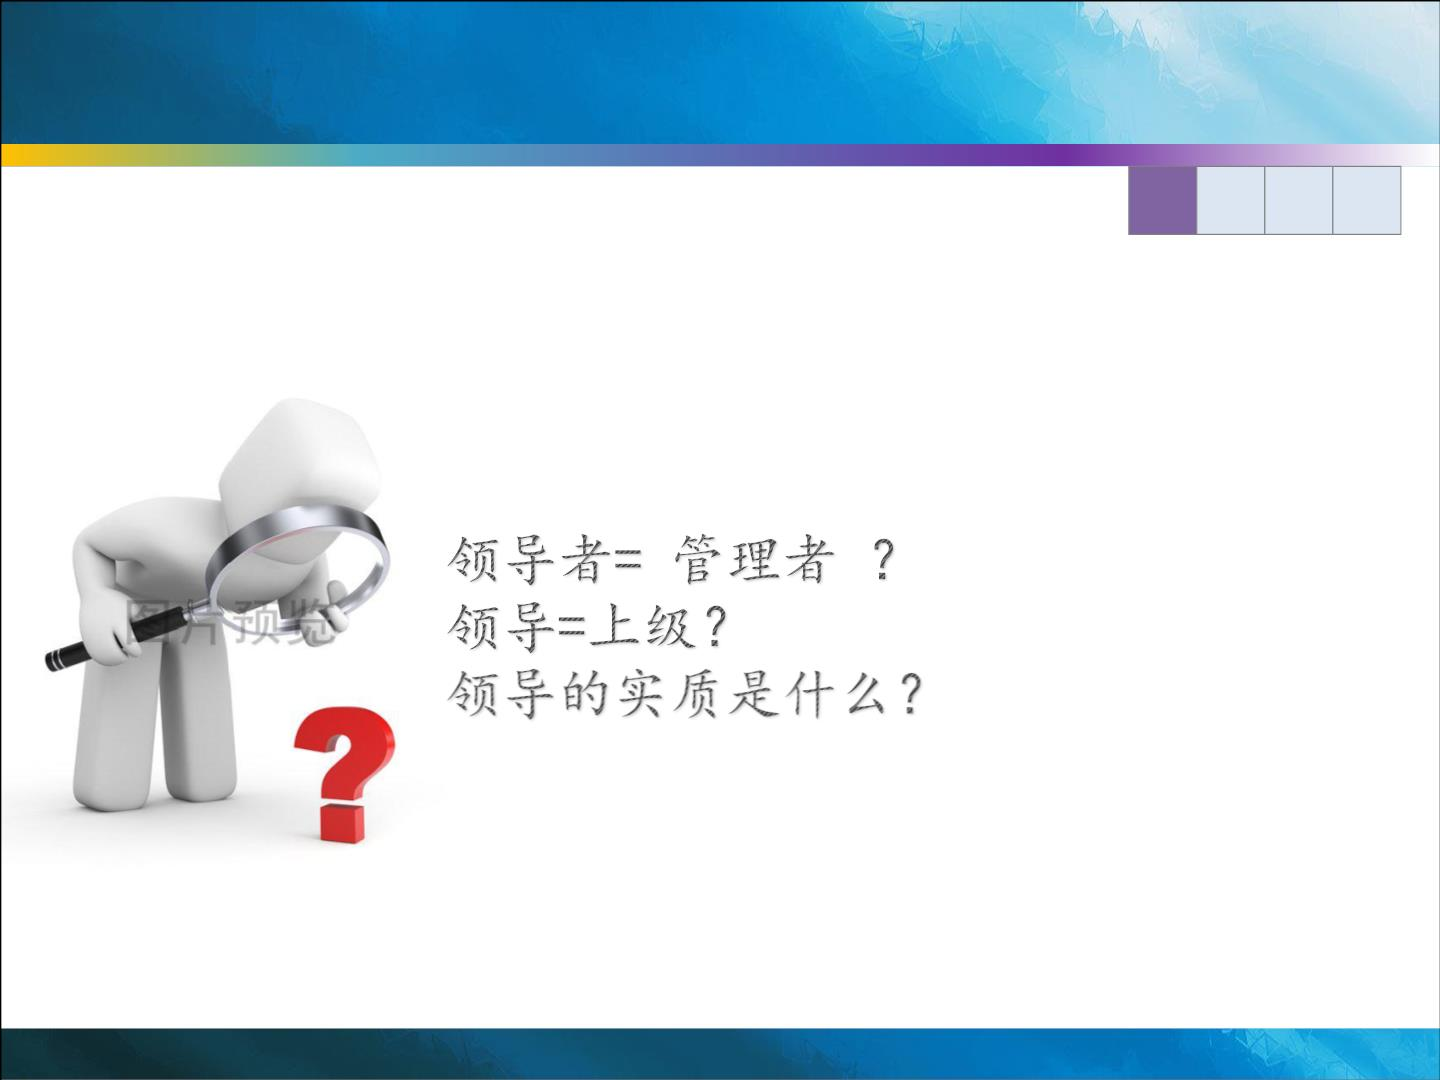 领导者= 管理者 ？
领导=上级？
领导的实质是什么？
图片预览